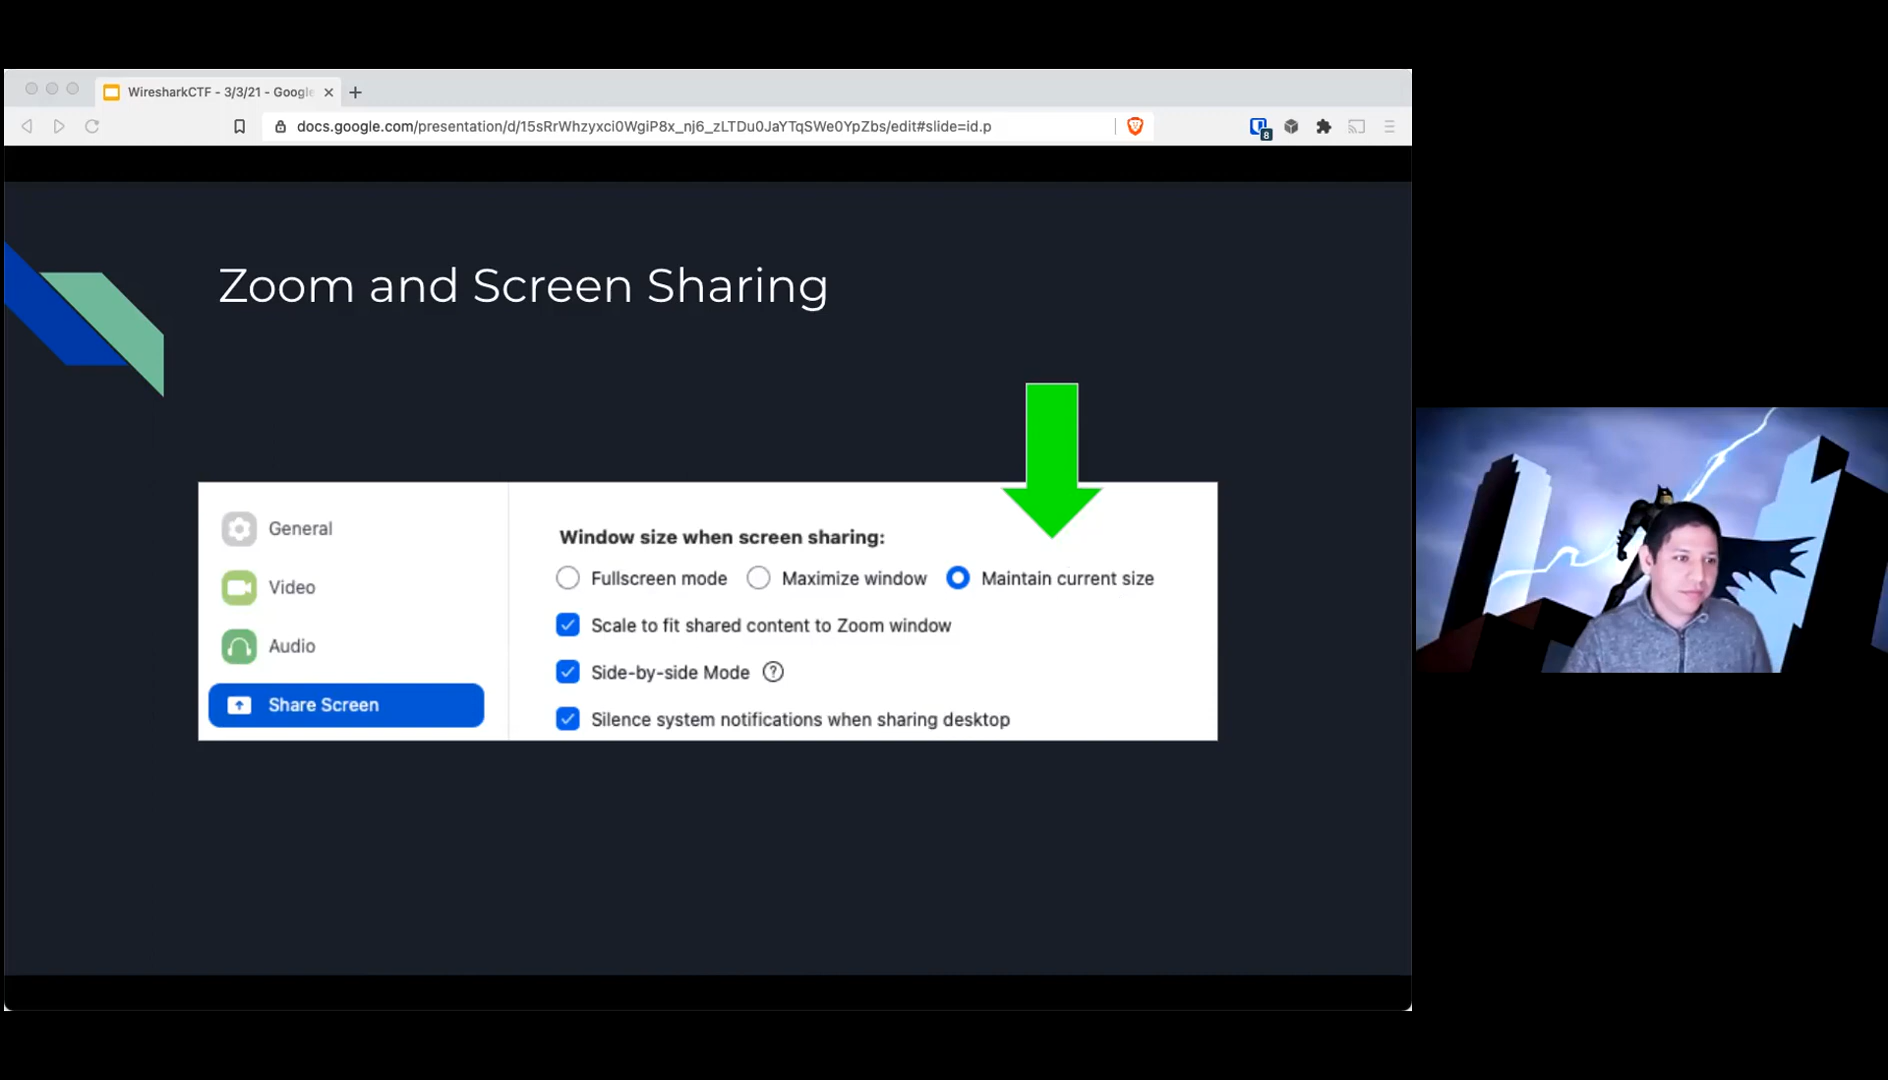 WiresharkCTF - 3/3/21 - Google
docs.google.com/presentation/d/15sRrWhzyxci0WgiP8x_nj6_zLTDu0JaYTqSWe0YpZbs/edit#slide=id.p
8
Zoom and Screen Sharing
General
Video
Audio
Share Screen
Window size when screen sharing:
Fullscreen mode Maximize window Maintain current size
Scale to fit shared content to Zoom window
Side-by-side Mode ?
Silence system notifications when sharing desktop